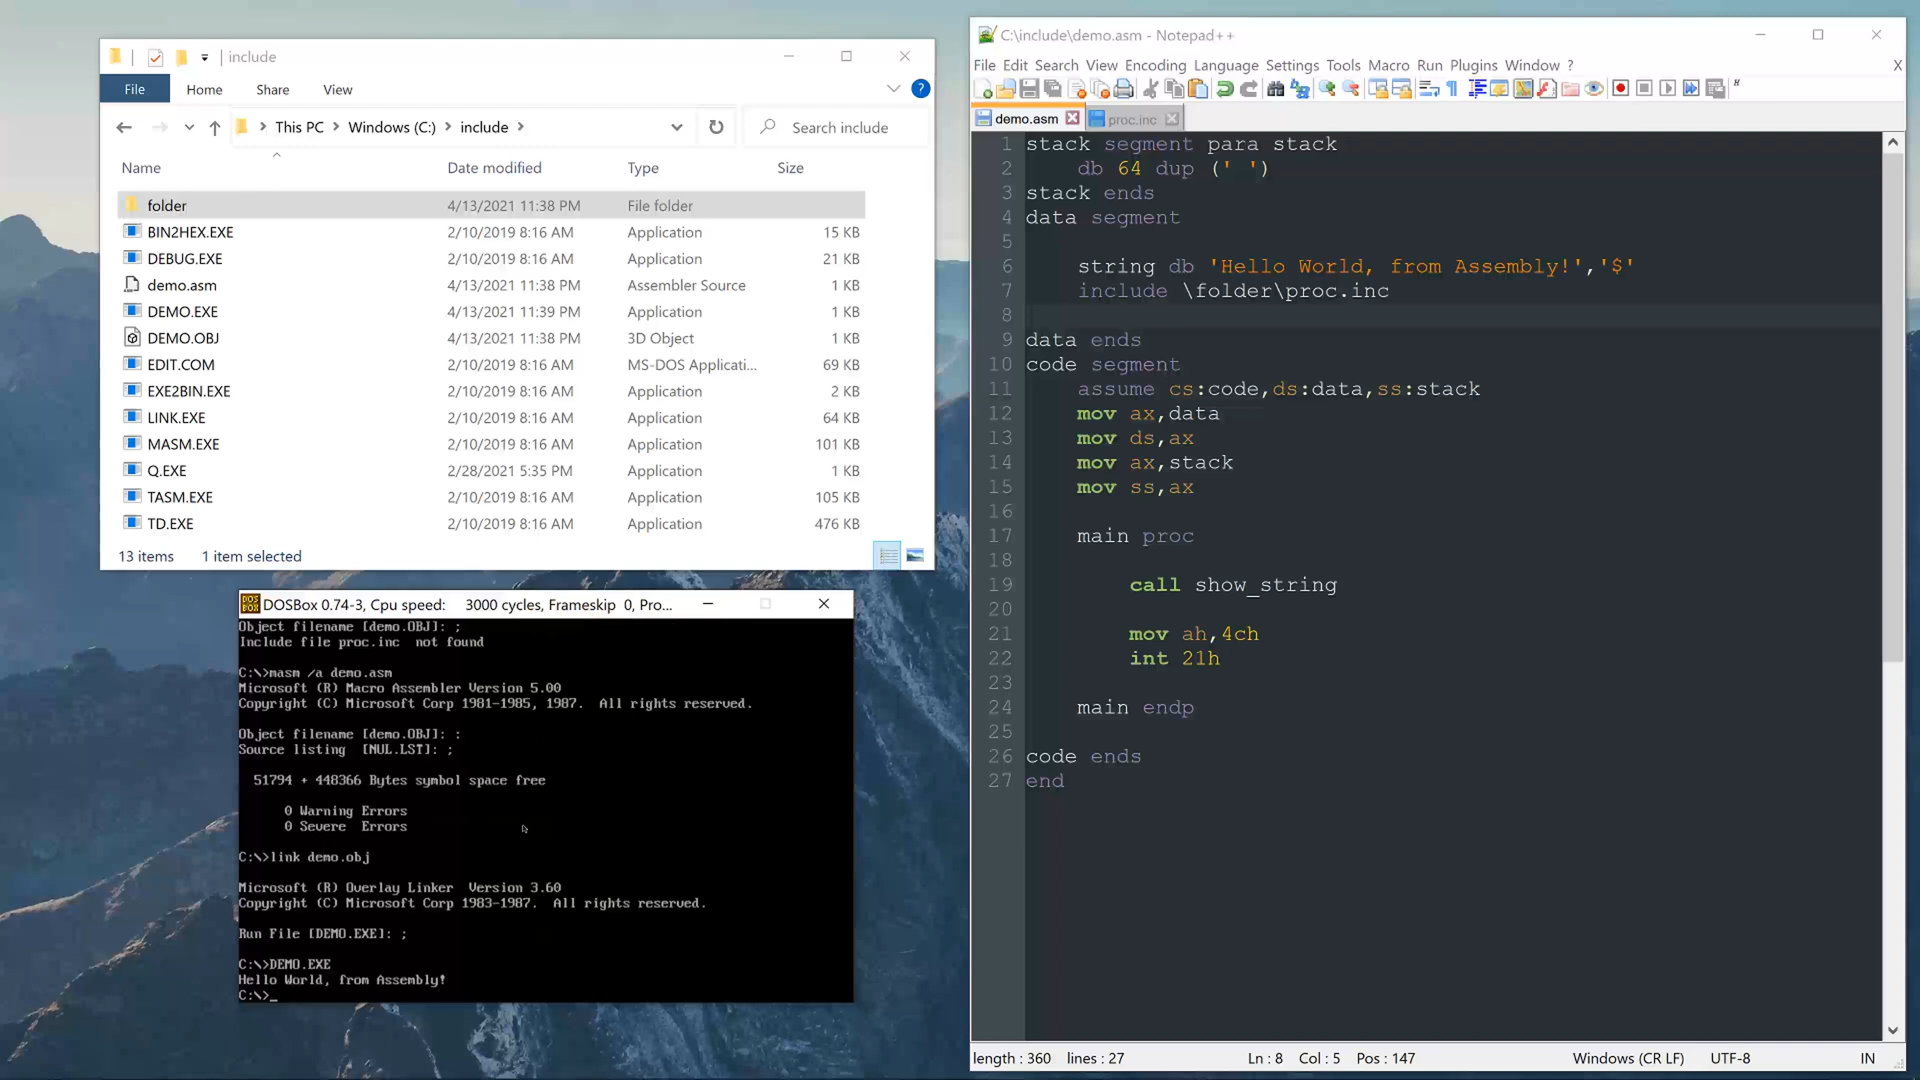 include
File Home Share View
This PC Windows (C:) include Search include
Name Date modified Type Size
folder 4/13/2021 11:38 PM File folder
BIN2HEX.EXE 2/10/2019 8:16 AM Application 15 KB
DEBUG.EXE 2/10/2019 8:16 AM Application 21 KB
demo.asm 4/13/2021 11:38 PM Assembler Source 1 KB
DEMO.EXE 4/13/2021 11:39 PM Application 1 KB
DEMO.OBJ 4/13/2021 11:38 PM 3D Object 1 KB
EDIT.COM 2/10/2019 8:16 AM MS-DOS Applicati... 69 KB
EXE2BIN.EXE 2/10/2019 8:16 AM Application 2 KB
LINK.EXE 2/10/2019 8:16 AM Application 64 KB
MASM.EXE 2/10/2019 8:16 AM Application 101 KB
Q.EXE 2/28/2021 5:35 PM Application 1 KB
TASM.EXE 2/10/2019 8:16 AM Application 105 KB
TD.EXE 2/10/2019 8:16 AM Application 476 KB
13 items 1 item selected
DOSBox 0.74-3, Cpu speed: 3000 cycles, Frameskip 0, Pro...
Object filename [demo.OBJ]: ;
Include file proc.inc not found
C:\>masm /a demo.asm
Microsoft (R) Macro Assembler Version 5.00
Copyright (C) Microsoft Corp 1981-1985, 1987. All rights reserved.
Object filename [demo.OBJ]: :
Source listing [NUL.LST]: ;
51794 + 448366 Bytes symbol space free
0 Warning Errors
0 Severe Errors
C:\>link demo.obj
Microsoft (R) Overlay Linker Version 3.60
Copyright (C) Microsoft Corp 1983-1987. All rights reserved.
Run File [DEMO.EXE]: ;
C:\>DEMO.EXE
Hello World, from Assembly!
C:\>_
C:\include\demo.asm - Notepad++
File Edit Search View Encoding Language Settings Tools Macro Run Plugins Window ? X
demo.asm proc.inc
1 stack segment para stack
2 db 64 dup (' ')
3 stack ends
4 data segment
5
6 string db 'Hello World, from Assembly!','$'
7 include \folder\proc.inc
8
9 data ends
10 code segment
11 assume cs:code,ds:data,ss:stack
12 mov ax,data
13 mov ds,ax
14 mov ax,stack
15 mov ss,ax
16
17 main proc
18
19 call show_string
20
21 mov ah,4ch
22 int 21h
23
24 main endp
25
26 code ends
27 end
length : 360 lines : 27 Ln : 8 Col : 5 Pos : 147 Windows (CR LF) UTF-8 IN